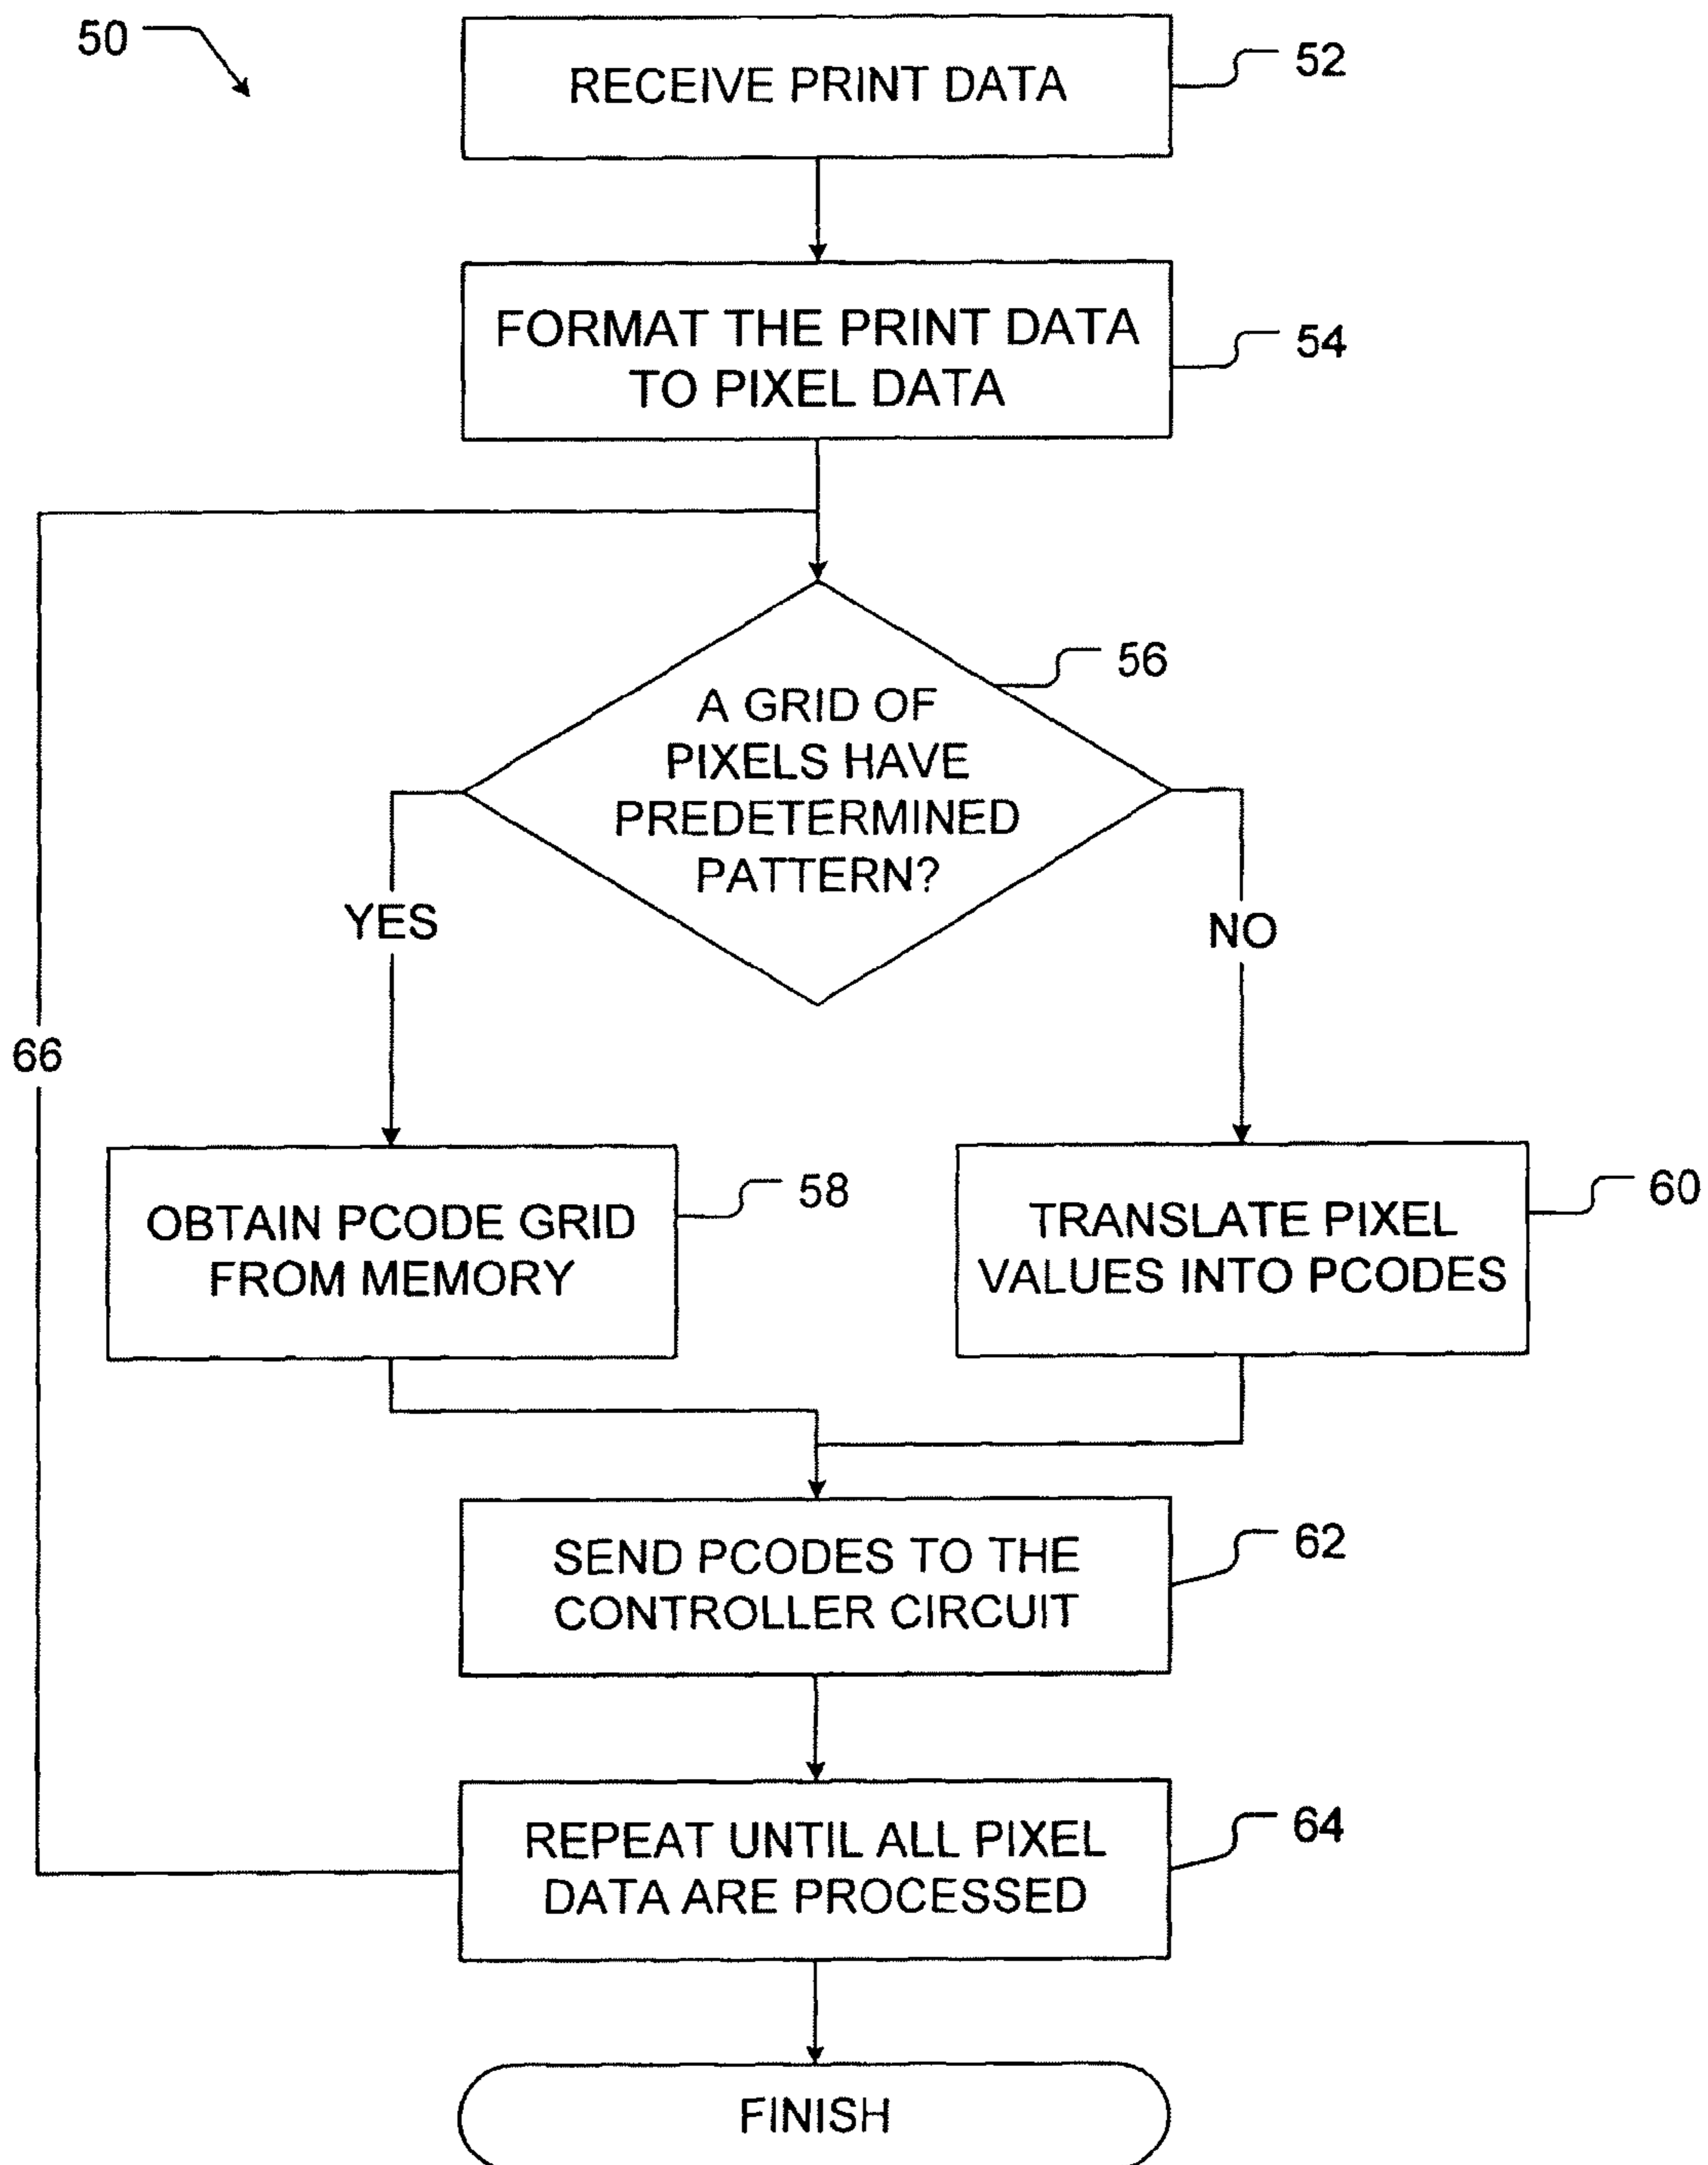 50
RECEIVE PRINT DATA
52
FORMAT THE PRINT DATA
TO PIXEL DATA
54
A GRID OF
PIXELS HAVE
PREDETERMINED
PATTERN?
56
YES
NO
66
OBTAIN PCODE GRID
FROM MEMORY
58
TRANSLATE PIXEL
VALUES INTO PCODES
60
SEND PCODES TO THE
CONTROLLER CIRCUIT
62
REPEAT UNTIL ALL PIXEL
DATA ARE PROCESSED
64
FINISH